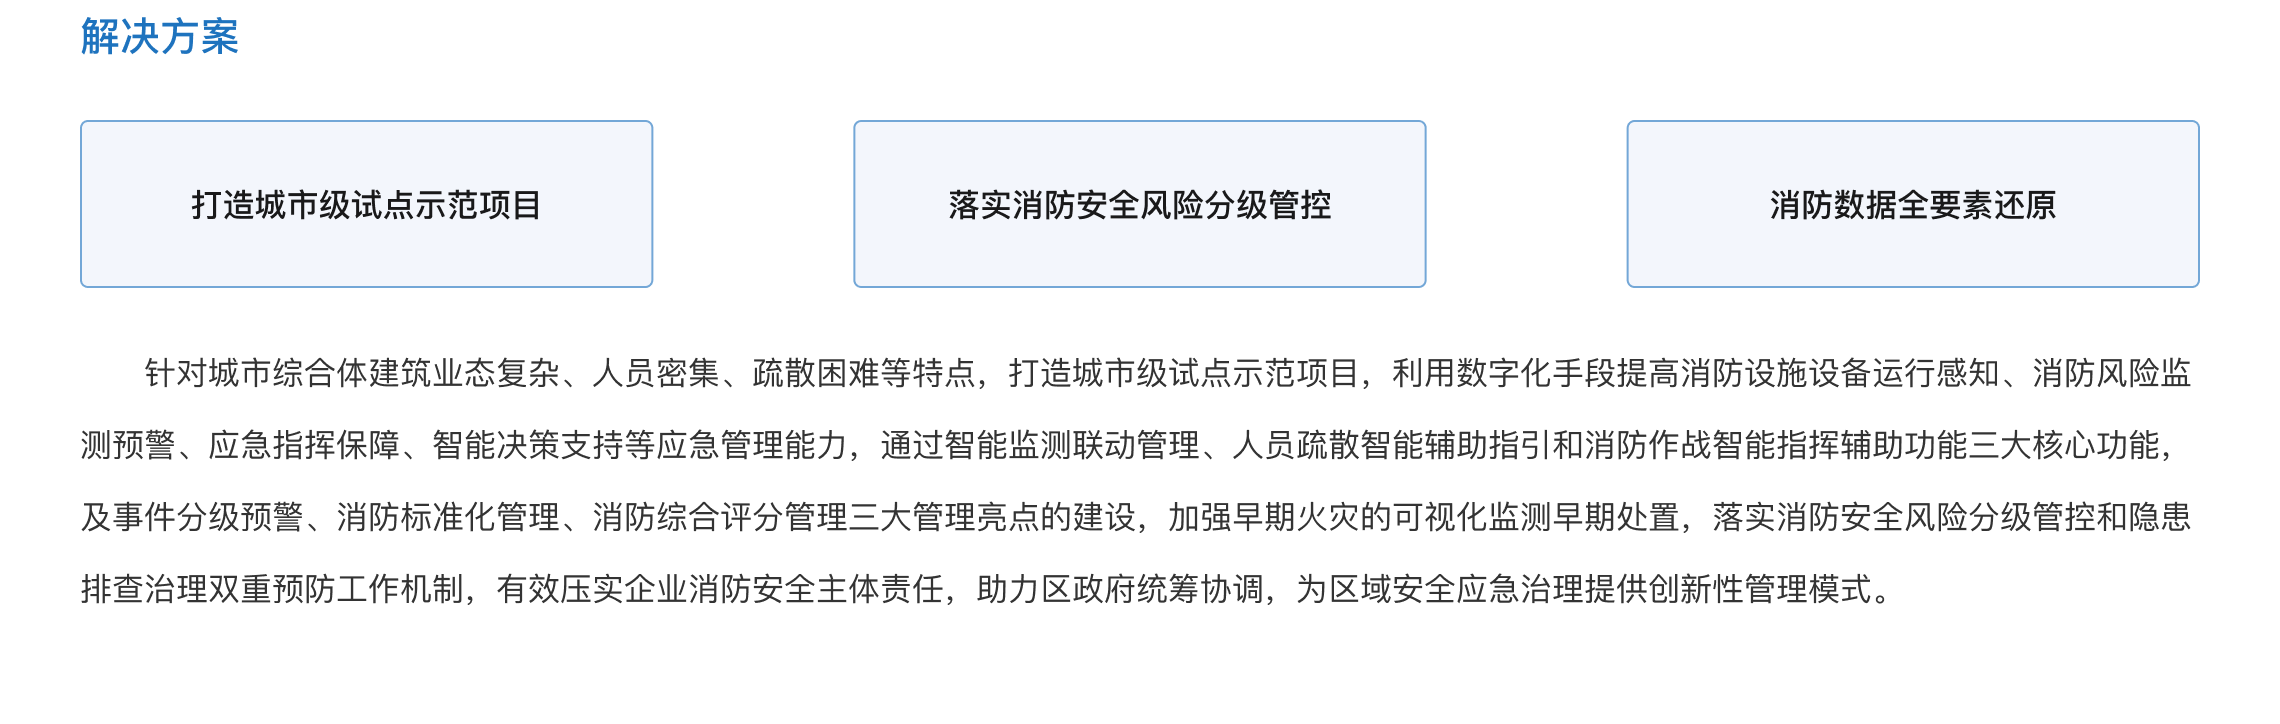 解决方案
打造城市级试点示范项目
落实消防安全风险分级管控
消防数据全要素还原
针对城市综合体建筑业态复杂、人员密集、疏散困难等特点，打造城市级试点示范项目，利用数字化手段提高消防设施设备运行感知、消防风险监
测预警、应急指挥保障、智能决策支持等应急管理能力，通过智能监测联动管理、人员疏散智能辅助指引和消防作战智能指挥辅助功能三大核心功能，
及事件分级预警、消防标准化管理、消防综合评分管理三大管理亮点的建设，加强早期火灾的可视化监测早期处置，落实消防安全风险分级管控和隐患
排查治理双重预防工作机制，有效压实企业消防安全主体责任，助力区政府统筹协调，为区域安全应急治理提供创新性管理模式。